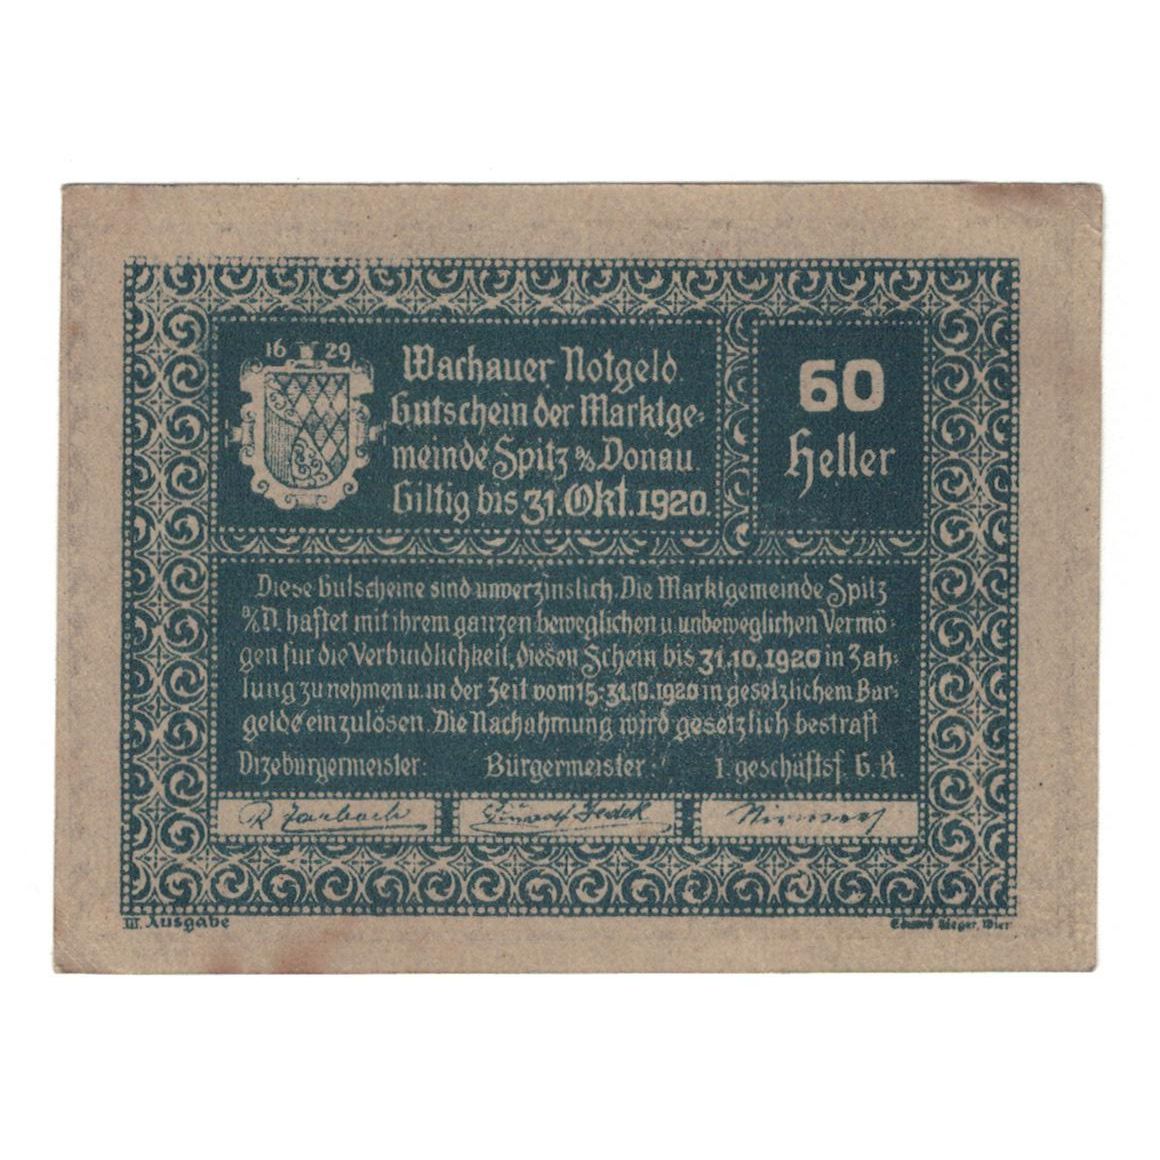 16 29
Wachauer Notgeld.
Gutschein der Marktge-
meinde Spitz a/D Donau.
Giltig bis 31. Okt. 1920.
60
Heller
Diese Gutscheine sind unverzinslich. Die Marktgemeinde Spitz
a/D. haftet mit ihrem ganzen beweglichen u. unbeweglichen Vermö-
gen für die Verbindlichkeit, diesen Schein bis 31.10.1920 in Zah-
lung zu nehmen u. in der Zeit vom 15.-31.10.1920 in gesetzlichem Bar-
gelde einzulösen. Die Nachahmung wird gesetzlich bestraft
Vizebürgermeister: Bürgermeister: I. geschäftsf. G. R.
III. Ausgabe
Wien